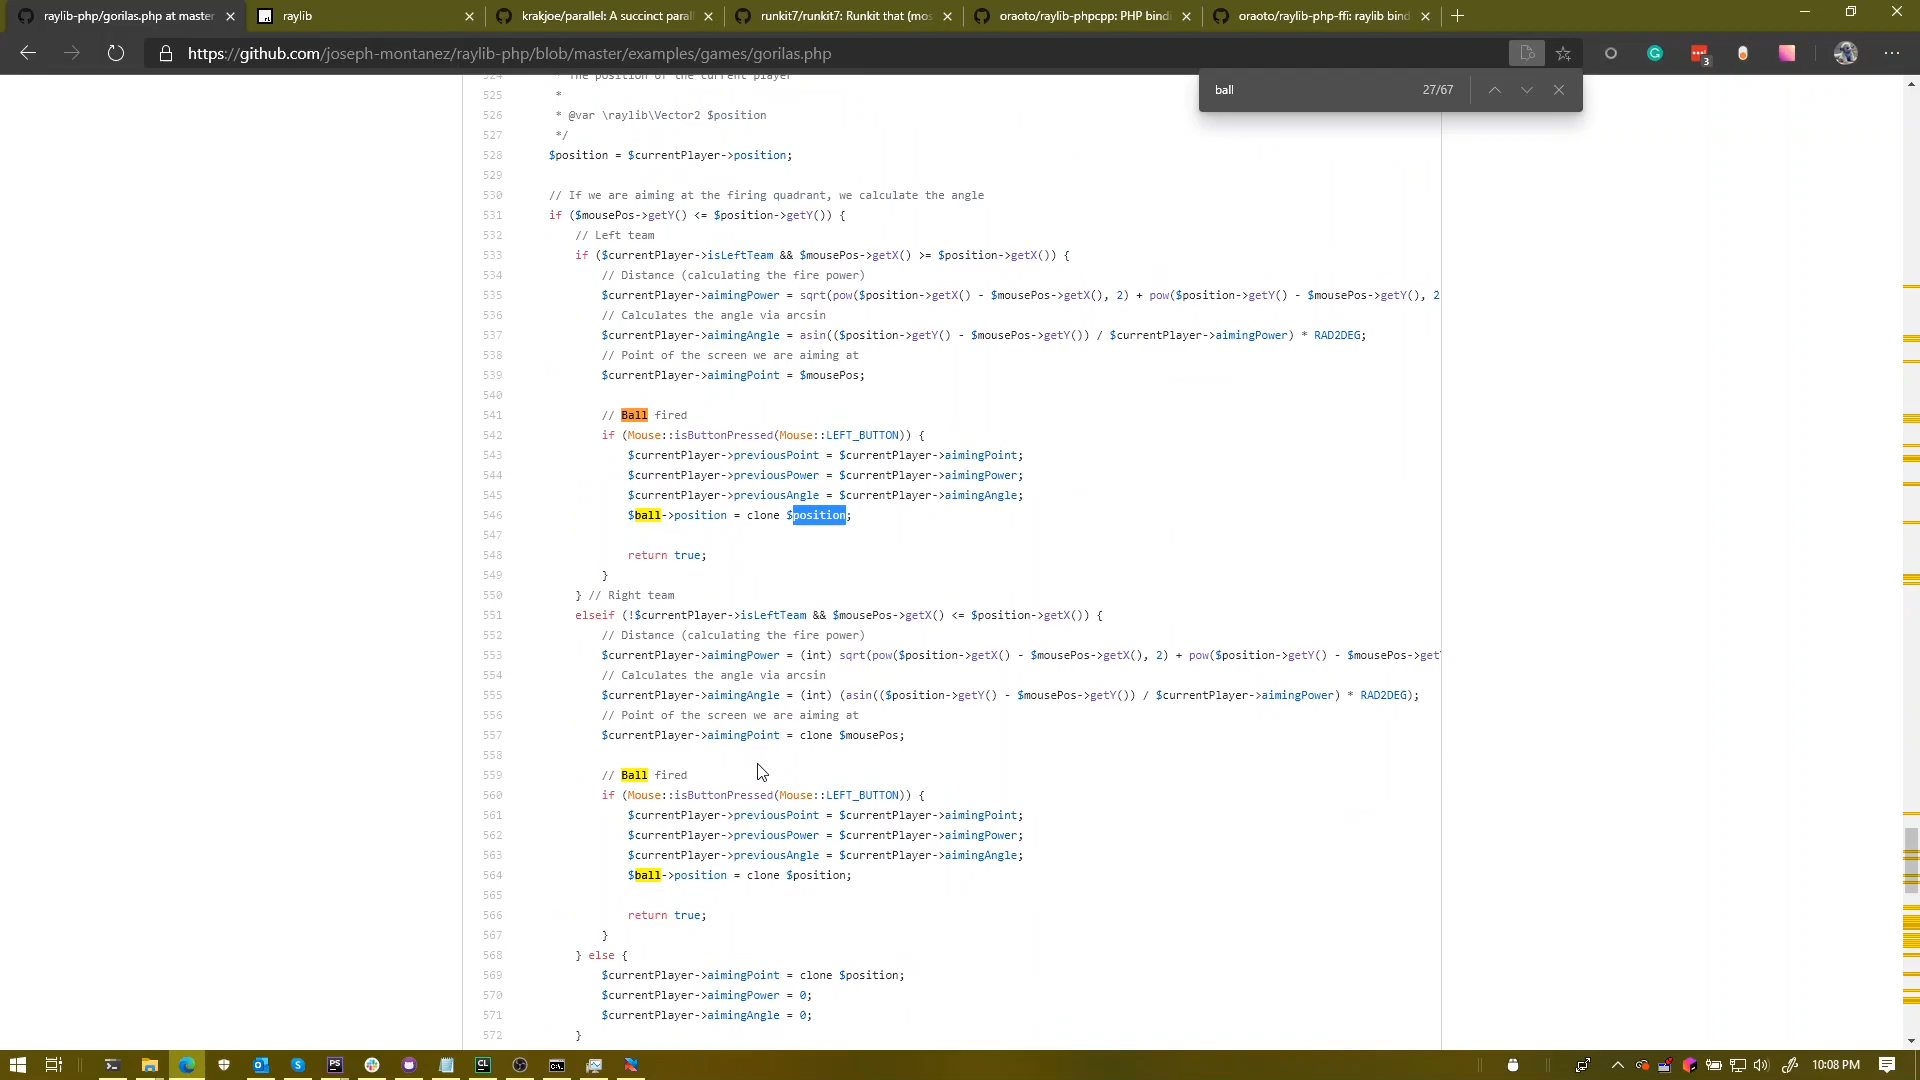 raylib-php/gorilas.php at master
raylib
krakjoe/parallel: A succinct paral
runkit7/runkit7: Runkit that (mos
oraoto/raylib-phpcpp: PHP bindi
oraoto/raylib-php-ffi: raylib bind
https://github.com/joseph-montanez/raylib-php/blob/master/examples/games/gorilas.php
3
ball
27/67
524 * The position of the current player
525 *
526 * @var \raylib\Vector2 $position
527 */
528 $position = $currentPlayer->position;
529
530 // If we are aiming at the firing quadrant, we calculate the angle
531 if ($mousePos->getY() <= $position->getY()) {
532 // Left team
533 if ($currentPlayer->isLeftTeam && $mousePos->getX() >= $position->getX()) {
534 // Distance (calculating the fire power)
535 $currentPlayer->aimingPower = sqrt(pow($position->getX() - $mousePos->getX(), 2) + pow($position->getY() - $mousePos->getY(), 2
536 // Calculates the angle via arcsin
537 $currentPlayer->aimingAngle = asin(($position->getY() - $mousePos->getY()) / $currentPlayer->aimingPower) * RAD2DEG;
538 // Point of the screen we are aiming at
539 $currentPlayer->aimingPoint = $mousePos;
540
541 // Ball fired
542 if (Mouse::isButtonPressed(Mouse::LEFT_BUTTON)) {
543 $currentPlayer->previousPoint = $currentPlayer->aimingPoint;
544 $currentPlayer->previousPower = $currentPlayer->aimingPower;
545 $currentPlayer->previousAngle = $currentPlayer->aimingAngle;
546 $ball->position = clone $position;
547
548 return true;
549 }
550 } // Right team
551 elseif (!$currentPlayer->isLeftTeam && $mousePos->getX() <= $position->getX()) {
552 // Distance (calculating the fire power)
553 $currentPlayer->aimingPower = (int) sqrt(pow($position->getX() - $mousePos->getX(), 2) + pow($position->getY() - $mousePos->get
554 // Calculates the angle via arcsin
555 $currentPlayer->aimingAngle = (int) (asin(($position->getY() - $mousePos->getY()) / $currentPlayer->aimingPower) * RAD2DEG);
556 // Point of the screen we are aiming at
557 $currentPlayer->aimingPoint = clone $mousePos;
558
559 // Ball fired
560 if (Mouse::isButtonPressed(Mouse::LEFT_BUTTON)) {
561 $currentPlayer->previousPoint = $currentPlayer->aimingPoint;
562 $currentPlayer->previousPower = $currentPlayer->aimingPower;
563 $currentPlayer->previousAngle = $currentPlayer->aimingAngle;
564 $ball->position = clone $position;
565
566 return true;
567 }
568 } else {
569 $currentPlayer->aimingPoint = clone $position;
570 $currentPlayer->aimingPower = 0;
571 $currentPlayer->aimingAngle = 0;
572 }
PS
CL
10:08 PM